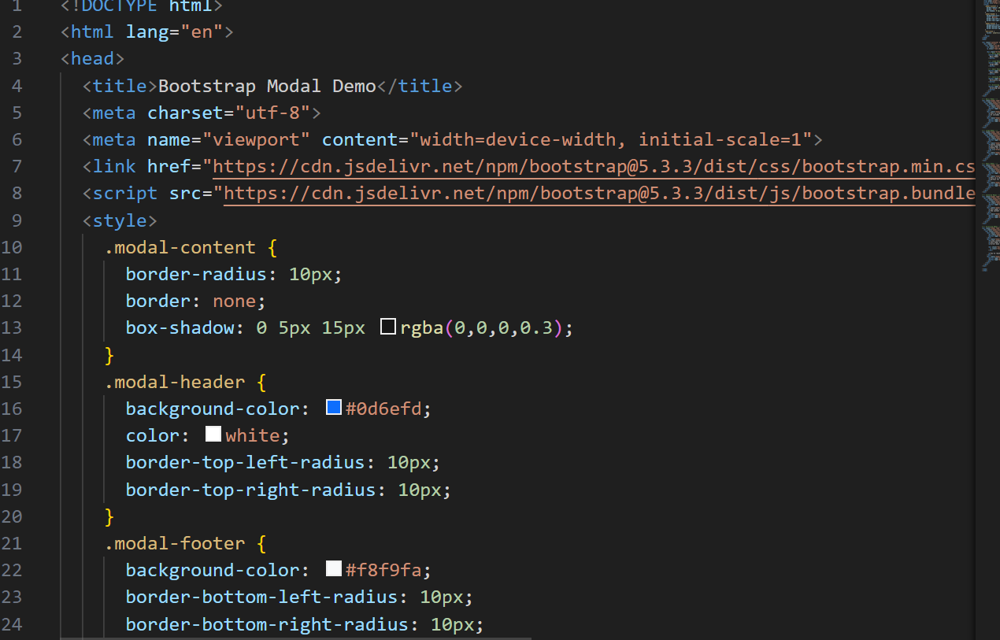 1 <!DOCTYPE html>
2 <html lang="en">
3 <head>
4 <title>Bootstrap Modal Demo</title>
5 <meta charset="utf-8">
6 <meta name="viewport" content="width=device-width, initial-scale=1">
7 <link href="https://cdn.jsdelivr.net/npm/bootstrap@5.3.3/dist/css/bootstrap.min.cs
8 <script src="https://cdn.jsdelivr.net/npm/bootstrap@5.3.3/dist/js/bootstrap.bundle
9 <style>
10 .modal-content {
11 border-radius: 10px;
12 border: none;
13 box-shadow: 0 5px 15px rgba(0,0,0,0.3);
14 }
15 .modal-header {
16 background-color: #0d6efd;
17 color: white;
18 border-top-left-radius: 10px;
19 border-top-right-radius: 10px;
20 }
21 .modal-footer {
22 background-color: #f8f9fa;
23 border-bottom-left-radius: 10px;
24 border-bottom-right-radius: 10px;